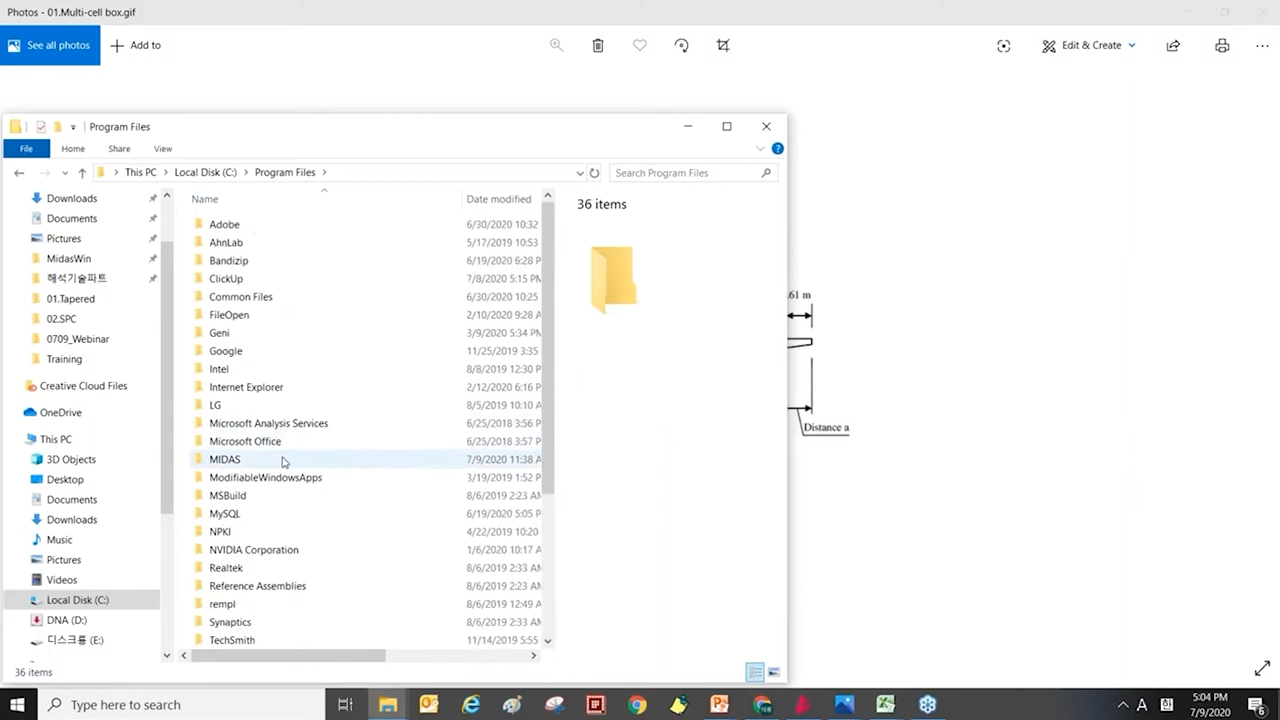 Photos - 01.Multi-cell box.gif
See all photos
Add to
Edit & Create
Program Files
File
Home
Share
View
This PC
Local Disk (C:)
Program Files
Search Program Files
Downloads
Documents
Pictures
MidasWin
해석기술파트
01.Tapered
02.SPC
0709_Webinar
Training
Creative Cloud Files
OneDrive
This PC
3D Objects
Desktop
Documents
Downloads
Music
Pictures
Videos
Local Disk (C:)
DNA (D:)
디스크룡 (E:)
Name
Date modified
Adobe 6/30/2020 10:32
AhnLab 5/17/2019 10:53
Bandizip 6/19/2020 6:28 P
ClickUp 7/8/2020 5:15 PM
Common Files 6/30/2020 10:25
FileOpen 2/10/2020 9:28 A
Geni 3/9/2020 5:34 PM
Google 11/25/2019 3:35
Intel 8/8/2019 12:30 P
Internet Explorer 2/12/2020 6:16 P
LG 8/5/2019 10:10 A
Microsoft Analysis Services 6/25/2018 3:56 P
Microsoft Office 6/25/2018 3:57 P
MIDAS 7/9/2020 11:38 A
ModifiableWindowsApps 3/19/2019 1:52 P
MSBuild 8/6/2019 2:23 AM
MySQL 6/19/2020 5:05 P
NPKI 4/22/2019 10:20
NVIDIA Corporation 1/6/2020 10:17 A
Realtek 8/6/2019 2:33 AM
Reference Assemblies 8/6/2019 2:23 AM
rempl 8/6/2019 12:49 A
Synaptics 8/6/2019 2:33 AM
TechSmith 11/14/2019 5:55
36 items
36 items
.61 m
Distance a
Type here to search
A
5:04 PM
7/9/2020
6